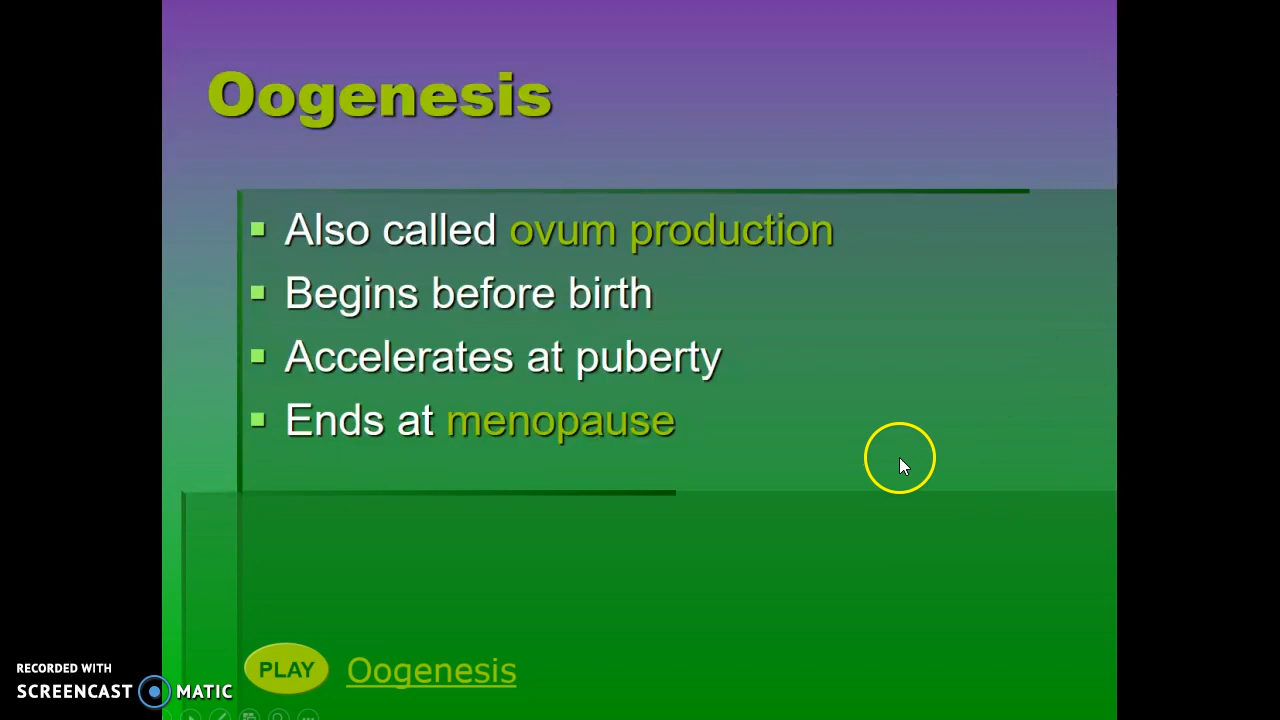 Oogenesis
Also called ovum production
Begins before birth
Accelerates at puberty
Ends at menopause
PLAY Oogenesis
RECORDED WITH
SCREENCAST MATIC